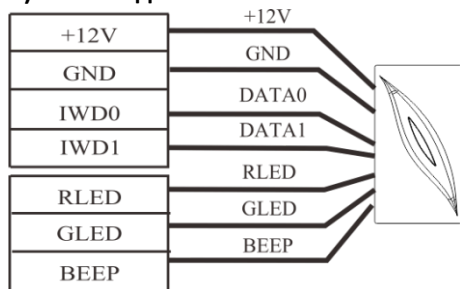 +12V
+12V
GND
GND
IWD0
DATA0
IWD1
DATA1
RLED
RLED
GLED
GLED
BEEP
BEEP